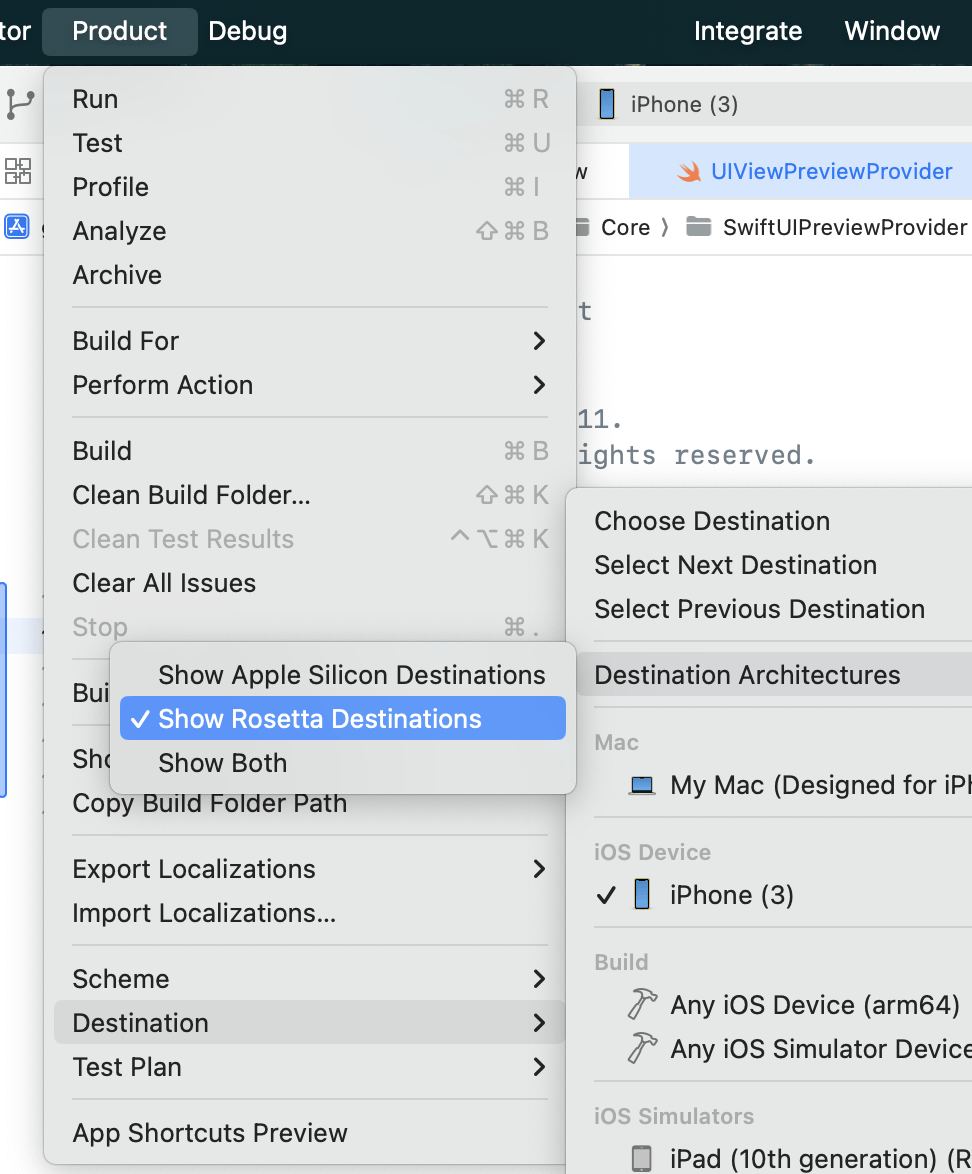 Product Debug Integrate Window
Run ⌘ R
iPhone (3)
Test ⌘ U
Profile ⌘ I
UIViewPreviewProvider
Analyze ⇧ ⌘ B
Core 〉 SwiftUIPreviewProvider
Archive
Build For
Perform Action
11.
ights reserved.
Build ⌘ B
Clean Build Folder... ⇧ ⌘ K
Clean Test Results ^ ⌥ ⌘ K
Clear All Issues
Stop ⌘ .
Bui
Sho
Copy Build Folder Path
Export Localizations
Import Localizations...
Scheme
Destination
Test Plan
App Shortcuts Preview
Choose Destination
Select Next Destination
Select Previous Destination
Destination Architectures
Show Apple Silicon Destinations
✓ Show Rosetta Destinations
Show Both
Mac
My Mac (Designed for iPh
iOS Device
✓ iPhone (3)
Build
Any iOS Device (arm64)
Any iOS Simulator Device
iOS Simulators
iPad (10th generation) (R